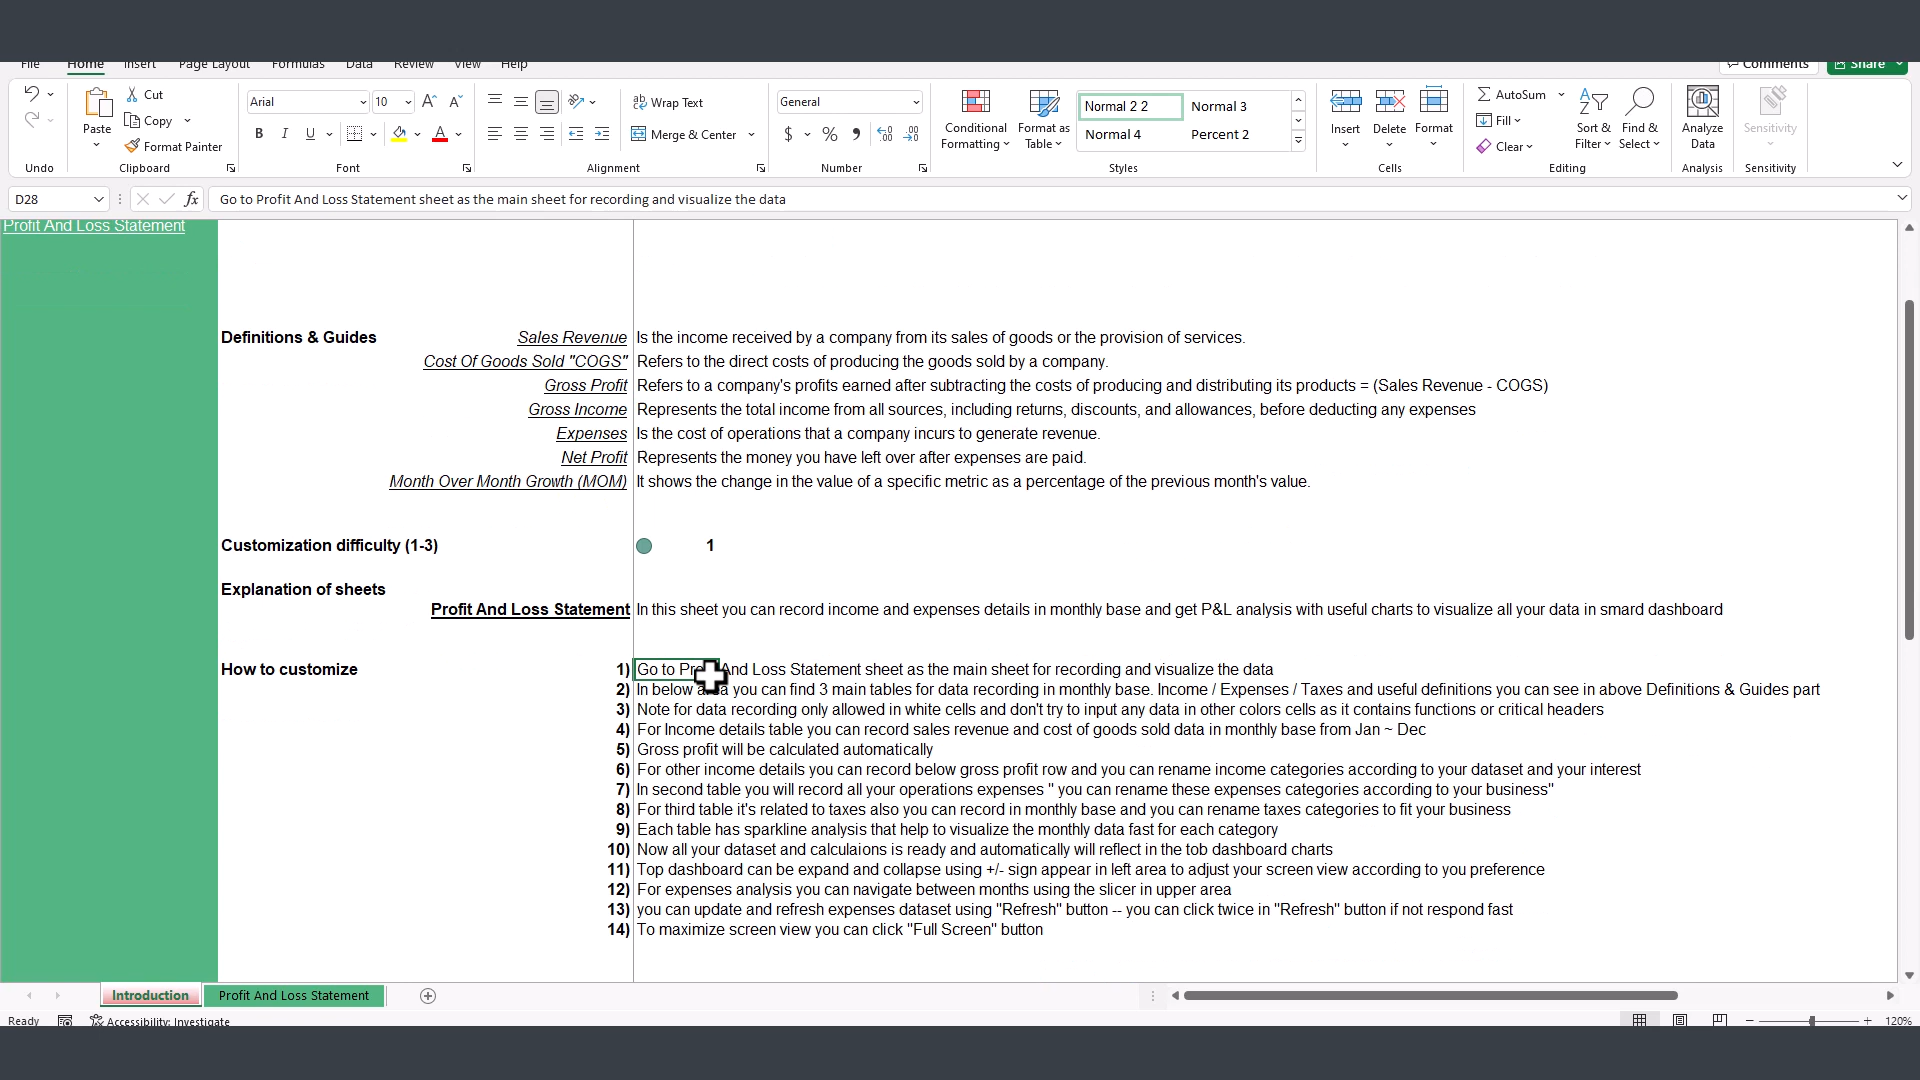 File Home Insert Page Layout Formulas Data Review View Help Comments Share
Cut
Copy
Format Painter
Paste
Arial 10
B I U A
Wrap Text
Merge & Center
General
$ %
Conditional Formatting
Format as Table
Normal 2 2 Normal 3
Normal 4 Percent 2
Insert Delete Format
AutoSum
Fill
Clear
Sort & Filter
Find & Select
Analyze Data
Sensitivity
Undo Clipboard Font Alignment Number Styles Cells Editing Analysis Sensitivity
D28 fx Go to Profit And Loss Statement sheet as the main sheet for recording and visualize the data
Profit And Loss Statement
Definitions & Guides Sales Revenue Is the income received by a company from its sales of goods or the provision of services.
Cost Of Goods Sold "COGS" Refers to the direct costs of producing the goods sold by a company.
Gross Profit Refers to a company's profits earned after subtracting the costs of producing and distributing its products = (Sales Revenue - COGS)
Gross Income Represents the total income from all sources, including returns, discounts, and allowances, before deducting any expenses
Expenses Is the cost of operations that a company incurs to generate revenue.
Net Profit Represents the money you have left over after expenses are paid.
Month Over Month Growth (MOM) It shows the change in the value of a specific metric as a percentage of the previous month's value.
Customization difficulty (1-3) 1
Explanation of sheets
Profit And Loss Statement In this sheet you can record income and expenses details in monthly base and get P&L analysis with useful charts to visualize all your data in smard dashboard
How to customize 1) Go to Profit And Loss Statement sheet as the main sheet for recording and visualize the data
2) In below area you can find 3 main tables for data recording in monthly base. Income / Expenses / Taxes and useful definitions you can see in above Definitions & Guides part
3) Note for data recording only allowed in white cells and don't try to input any data in other colors cells as it contains functions or critical headers
4) For Income details table you can record sales revenue and cost of goods sold data in monthly base from Jan ~ Dec
5) Gross profit will be calculated automatically
6) For other income details you can record below gross profit row and you can rename income categories according to your dataset and your interest
7) In second table you will record all your operations expenses " you can rename these expenses categories according to your business"
8) For third table it's related to taxes also you can record in monthly base and you can rename taxes categories to fit your business
9) Each table has sparkline analysis that help to visualize the monthly data fast for each category
10) Now all your dataset and calculaions is ready and automatically will reflect in the tob dashboard charts
11) Top dashboard can be expand and collapse using +/- sign appear in left area to adjust your screen view according to you preference
12) For expenses analysis you can navigate between months using the slicer in upper area
13) you can update and refresh expenses dataset using "Refresh" button -- you can click twice in "Refresh" button if not respond fast
14) To maximize screen view you can click "Full Screen" button
Introduction Profit And Loss Statement
Ready Accessibility: Investigate 120%